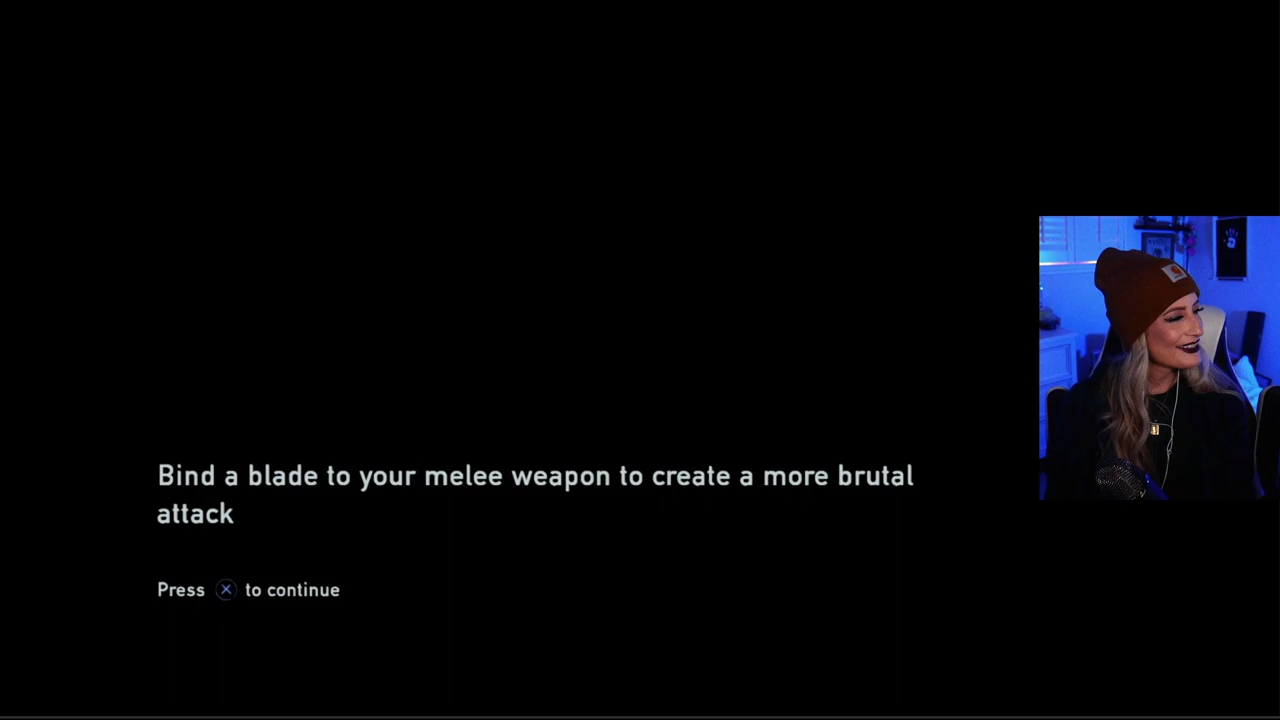 Bind a blade to your melee weapon to create a more brutal
attack
Press ✕ to continue